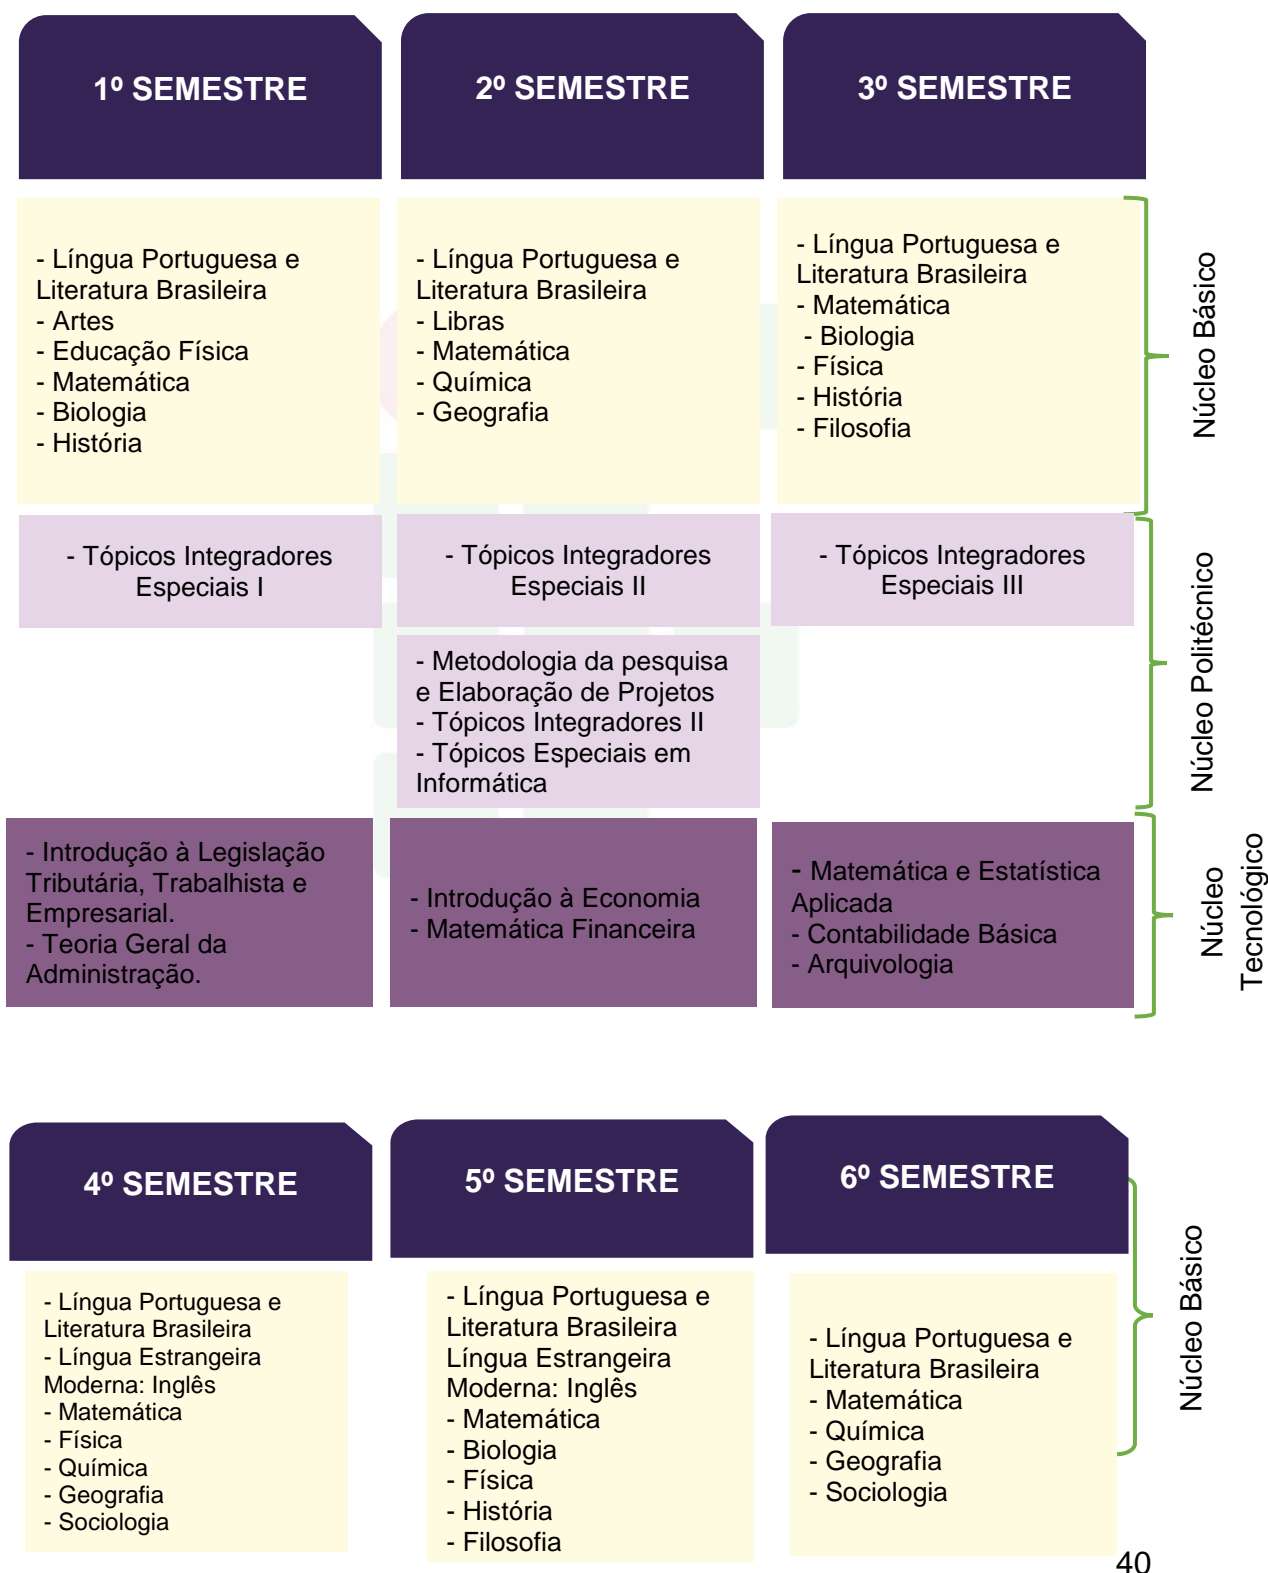 1º SEMESTRE
2º SEMESTRE
3º SEMESTRE
- Língua Portuguesa e
Literatura Brasileira
- Artes
- Educação Física
- Matemática
- Biologia
- História
- Língua Portuguesa e
Literatura Brasileira
- Libras
- Matemática
- Química
- Geografia
- Língua Portuguesa e
Literatura Brasileira
- Matemática
- Biologia
- Física
- História
- Filosofia
Núcleo Básico
- Tópicos Integradores
Especiais I
- Tópicos Integradores
Especiais II
- Tópicos Integradores
Especiais III
- Metodologia da pesquisa
e Elaboração de Projetos
- Tópicos Integradores II
- Tópicos Especiais em
Informática
Núcleo Politécnico
- Introdução à Legislação
Tributária, Trabalhista e
Empresarial.
- Teoria Geral da
Administração.
- Introdução à Economia
- Matemática Financeira
- Matemática e Estatística
Aplicada
- Contabilidade Básica
- Arquivologia
Núcleo
Tecnológico
4º SEMESTRE
5º SEMESTRE
6º SEMESTRE
- Língua Portuguesa e
Literatura Brasileira
- Língua Estrangeira
Moderna: Inglês
- Matemática
- Física
- Química
- Geografia
- Sociologia
- Língua Portuguesa e
Literatura Brasileira
Língua Estrangeira
Moderna: Inglês
- Matemática
- Biologia
- Física
- História
- Filosofia
- Língua Portuguesa e
Literatura Brasileira
- Matemática
- Química
- Geografia
- Sociologia
Núcleo Básico
40